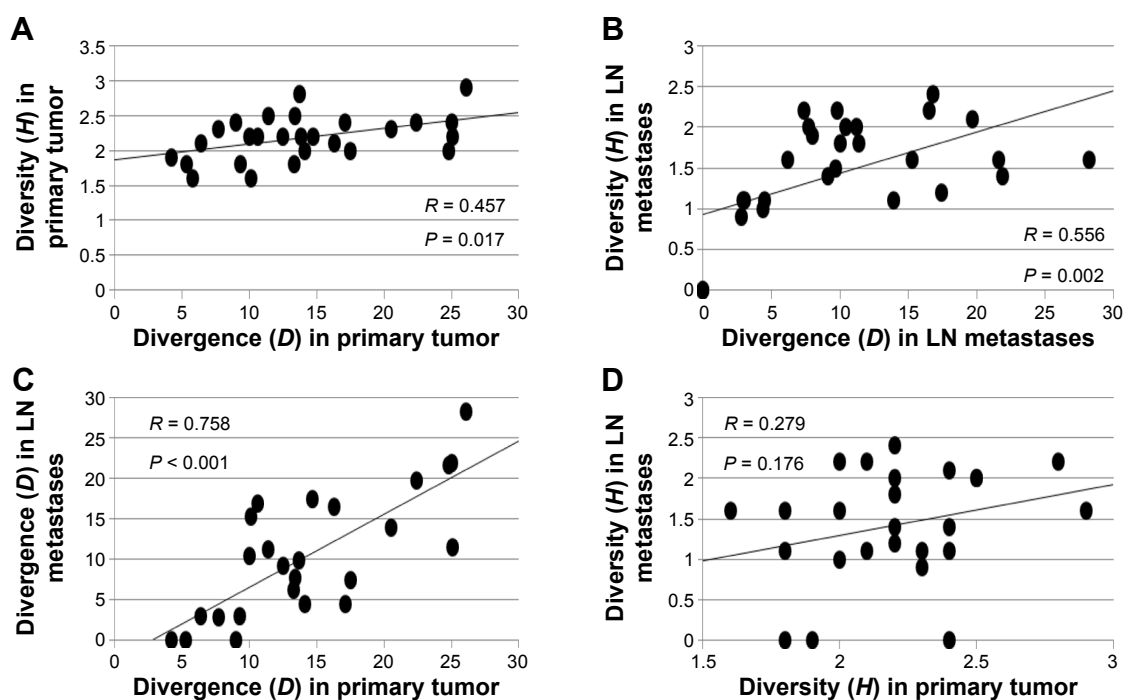 A
Diversity (H) in
primary tumor
3.5
3
2.5
2
1.5
1
0.5
0
R = 0.457
P = 0.017
0 5 10 15 20 25 30
Divergence (D) in primary tumor
B
Diversity (H) in LN
metastases
3
2.5
2
1.5
1
0.5
0
R = 0.556
P = 0.002
0 5 10 15 20 25 30
Divergence (D) in LN metastases
C
Divergence (D) in LN
metastases
30
25
20
15
10
5
0
R = 0.758
P < 0.001
0 5 10 15 20 25 30
Divergence (D) in primary tumor
D
Diversity (H) in LN
metastases
3
2.5
2
1.5
1
0.5
0
R = 0.279
P = 0.176
1.5 2 2.5 3
Diversity (H) in primary tumor